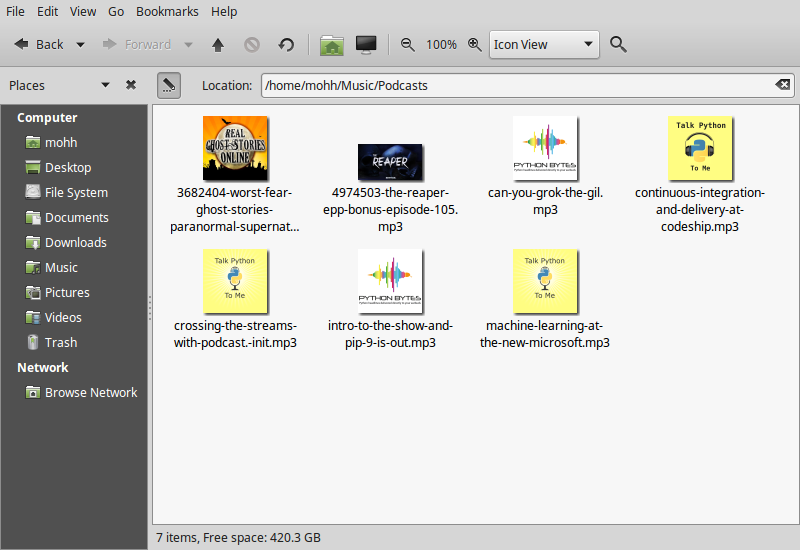 File Edit View Go Bookmarks Help
Back Forward 100% Icon View
Places Location: /home/mohh/Music/Podcasts
Computer
mohh
Desktop
File System
Documents
Downloads
Music
Pictures
Videos
Trash
Network
Browse Network
REAL
GHOST STORIES
ONLINE
3682404-worst-fear-
ghost-stories-
paranormal-supernat...
REAPER
4974503-the-reaper-
epp-bonus-episode-105.
mp3
PYTHON BYTES
can-you-grok-the-gil.
mp3
Talk Python
To Me
continuous-integration-
and-delivery-at-
codeship.mp3
Talk Python
To Me
crossing-the-streams-
with-podcast.-init.mp3
PYTHON BYTES
intro-to-the-show-and-
pip-9-is-out.mp3
Talk Python
To Me
machine-learning-at-
the-new-microsoft.mp3
7 items, Free space: 420.3 GB